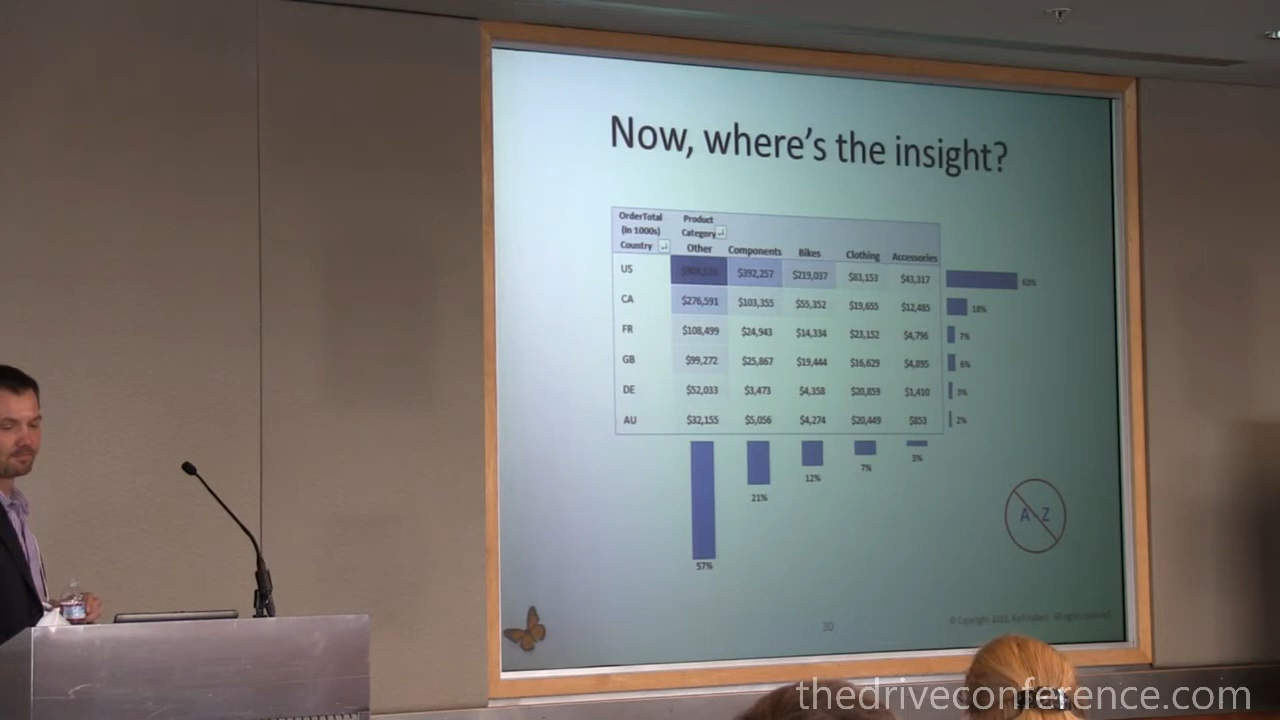 Now, where's the insight?
OrderTotal Product
(in 1000s) Category
Country Other Components Bikes Clothing Accessories
US $392,257 $219,037 $83,153 $43,317 63%
CA $276,591 $103,355 $55,352 $19,655 $12,485 18%
FR $108,499 $24,943 $14,334 $23,152 $4,796 7%
GB $99,272 $25,867 $19,444 $16,629 $4,895 6%
DE $52,033 $3,473 $4,358 $20,859 $1,410 3%
AU $32,155 $5,056 $4,274 $20,449 $853 2%
57% 21% 12% 7% 3%
A-Z
30
© Copyright All rights reserved.
thedriveconference.com